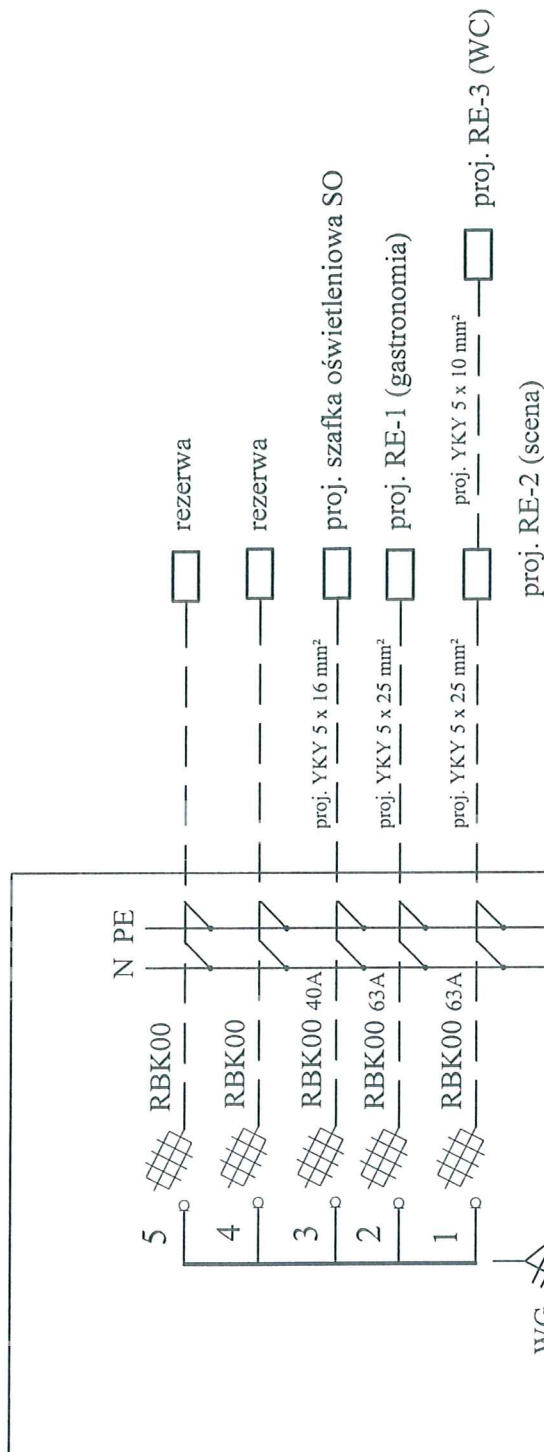 5 RBK00 rezerwa
4 RBK00 rezerwa
3 RBK00 40A proj. YKY 5 x 16 mm² proj. szafka oświetleniowa SO
2 RBK00 63A proj. YKY 5 x 25 mm² proj. RE-1 (gastronomia)
1 RBK00 63A proj. YKY 5 x 25 mm² proj. YKY 5 x 10 mm² proj. RE-3 (WC)
proj. RE-2 (scena)
N PE
WG